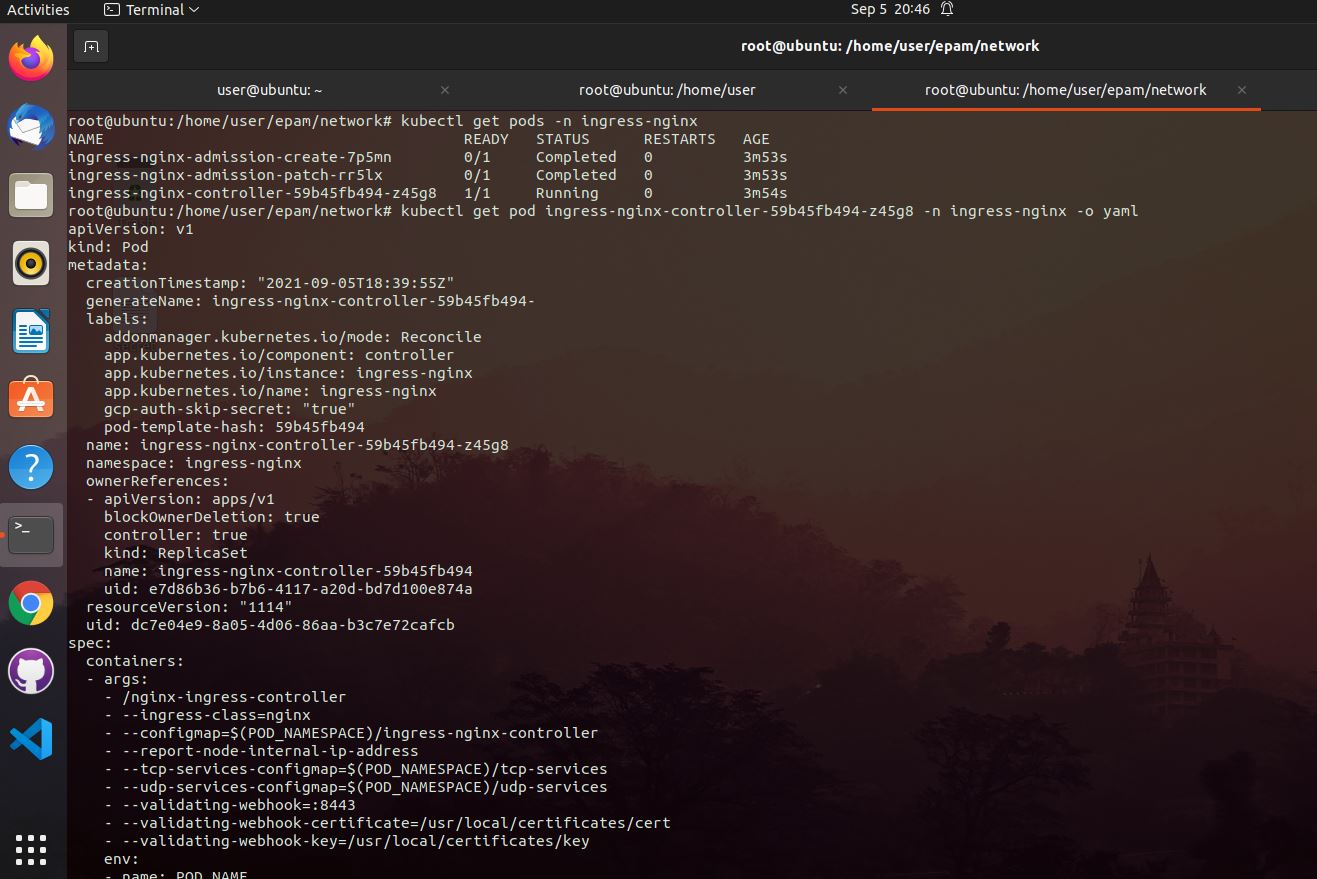 Activities
Terminal
Sep 5 20:46
root@ubuntu: /home/user/epam/network
user@ubuntu: ~
root@ubuntu: /home/user
root@ubuntu: /home/user/epam/network
root@ubuntu:/home/user/epam/network# kubectl get pods -n ingress-nginx
NAME READY STATUS RESTARTS AGE
ingress-nginx-admission-create-7p5mn 0/1 Completed 0 3m53s
ingress-nginx-admission-patch-rr5lx 0/1 Completed 0 3m53s
ingress-nginx-controller-59b45fb494-z45g8 1/1 Running 0 3m54s
root@ubuntu:/home/user/epam/network# kubectl get pod ingress-nginx-controller-59b45fb494-z45g8 -n ingress-nginx -o yaml
apiVersion: v1
kind: Pod
metadata:
  creationTimestamp: "2021-09-05T18:39:55Z"
  generateName: ingress-nginx-controller-59b45fb494-
  labels:
    addonmanager.kubernetes.io/mode: Reconcile
    app.kubernetes.io/component: controller
    app.kubernetes.io/instance: ingress-nginx
    app.kubernetes.io/name: ingress-nginx
    gcp-auth-skip-secret: "true"
    pod-template-hash: 59b45fb494
  name: ingress-nginx-controller-59b45fb494-z45g8
  namespace: ingress-nginx
  ownerReferences:
  - apiVersion: apps/v1
    blockOwnerDeletion: true
    controller: true
    kind: ReplicaSet
    name: ingress-nginx-controller-59b45fb494
    uid: e7d86b36-b7b6-4117-a20d-bd7d100e874a
  resourceVersion: "1114"
  uid: dc7e04e9-8a05-4d06-86aa-b3c7e72cafcb
spec:
  containers:
  - args:
    - /nginx-ingress-controller
    - --ingress-class=nginx
    - --configmap=$(POD_NAMESPACE)/ingress-nginx-controller
    - --report-node-internal-ip-address
    - --tcp-services-configmap=$(POD_NAMESPACE)/tcp-services
    - --udp-services-configmap=$(POD_NAMESPACE)/udp-services
    - --validating-webhook=:8443
    - --validating-webhook-certificate=/usr/local/certificates/cert
    - --validating-webhook-key=/usr/local/certificates/key
    env:
    - name: POD_NAME